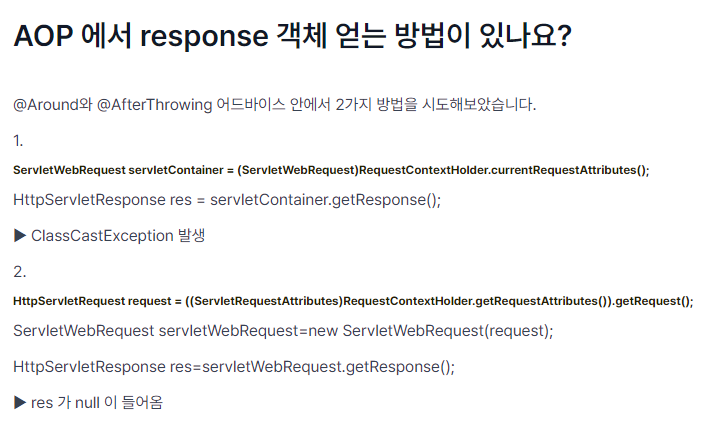 AOP 에서 response 객체 얻는 방법이 있나요?
@Around와 @AfterThrowing 어드바이스 안에서 2가지 방법을 시도해보았습니다.
1.
ServletWebRequest servletContainer = (ServletWebRequest)RequestContextHolder.currentRequestAttributes();
HttpServletResponse res = servletContainer.getResponse();
▶ ClassCastException 발생
2.
HttpServletRequest request = ((ServletRequestAttributes)RequestContextHolder.getRequestAttributes()).getRequest();
ServletWebRequest servletWebRequest=new ServletWebRequest(request);
HttpServletResponse res=servletWebRequest.getResponse();
▶ res 가 null 이 들어옴